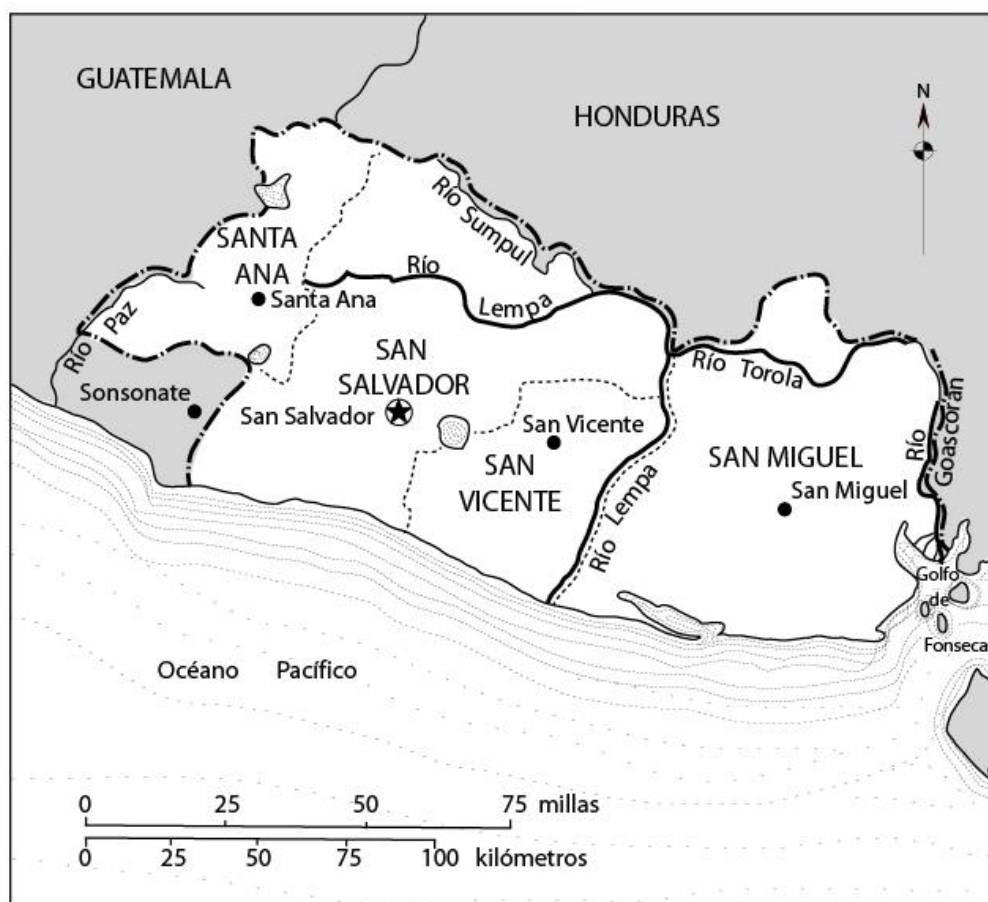 GUATEMALA
HONDURAS
N
Río Sumpul
SANTA
ANA
Río
Lempa
Santa Ana
Río Paz
SAN
SALVADOR
Río Torola
Sonsonate
San Salvador
San Vicente
Río Goascorán
SAN
VICENTE
SAN MIGUEL
San Miguel
Río Lempa
Golfo
de
Fonseca
Océano Pacífico
0 25 50 75 millas
0 25 50 75 100 kilómetros